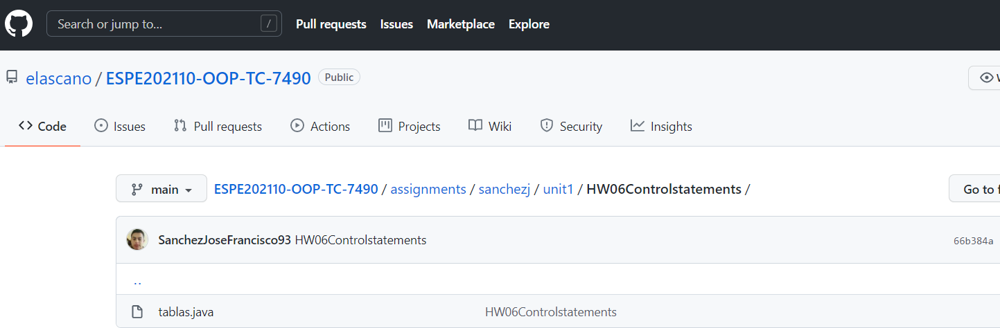 Search or jump to... / Pull requests Issues Marketplace Explore
elascano / ESPE202110-OOP-TC-7490 Public
Code Issues Pull requests Actions Projects Wiki Security Insights
main ESPE202110-OOP-TC-7490 / assignments / sanchezj / unit1 / HW06Controlstatements / Go to
SanchezJoseFrancisco93 HW06Controlstatements 66b384a
..
tablas.java HW06Controlstatements